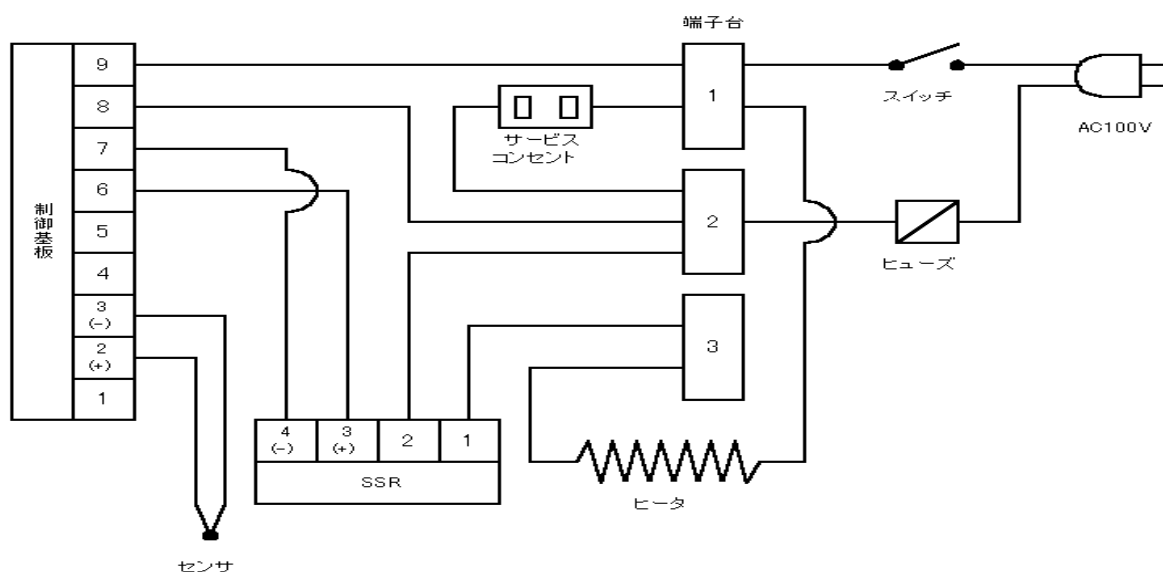 端子台
9
8
7
6
5
4
3
(-)
2
(+)
1
制御基板
サービス
コンセント
1
2
3
スイッチ
AC100V
ヒューズ
4
(-)
3
(+)
2
1
SSR
ヒータ
センサ